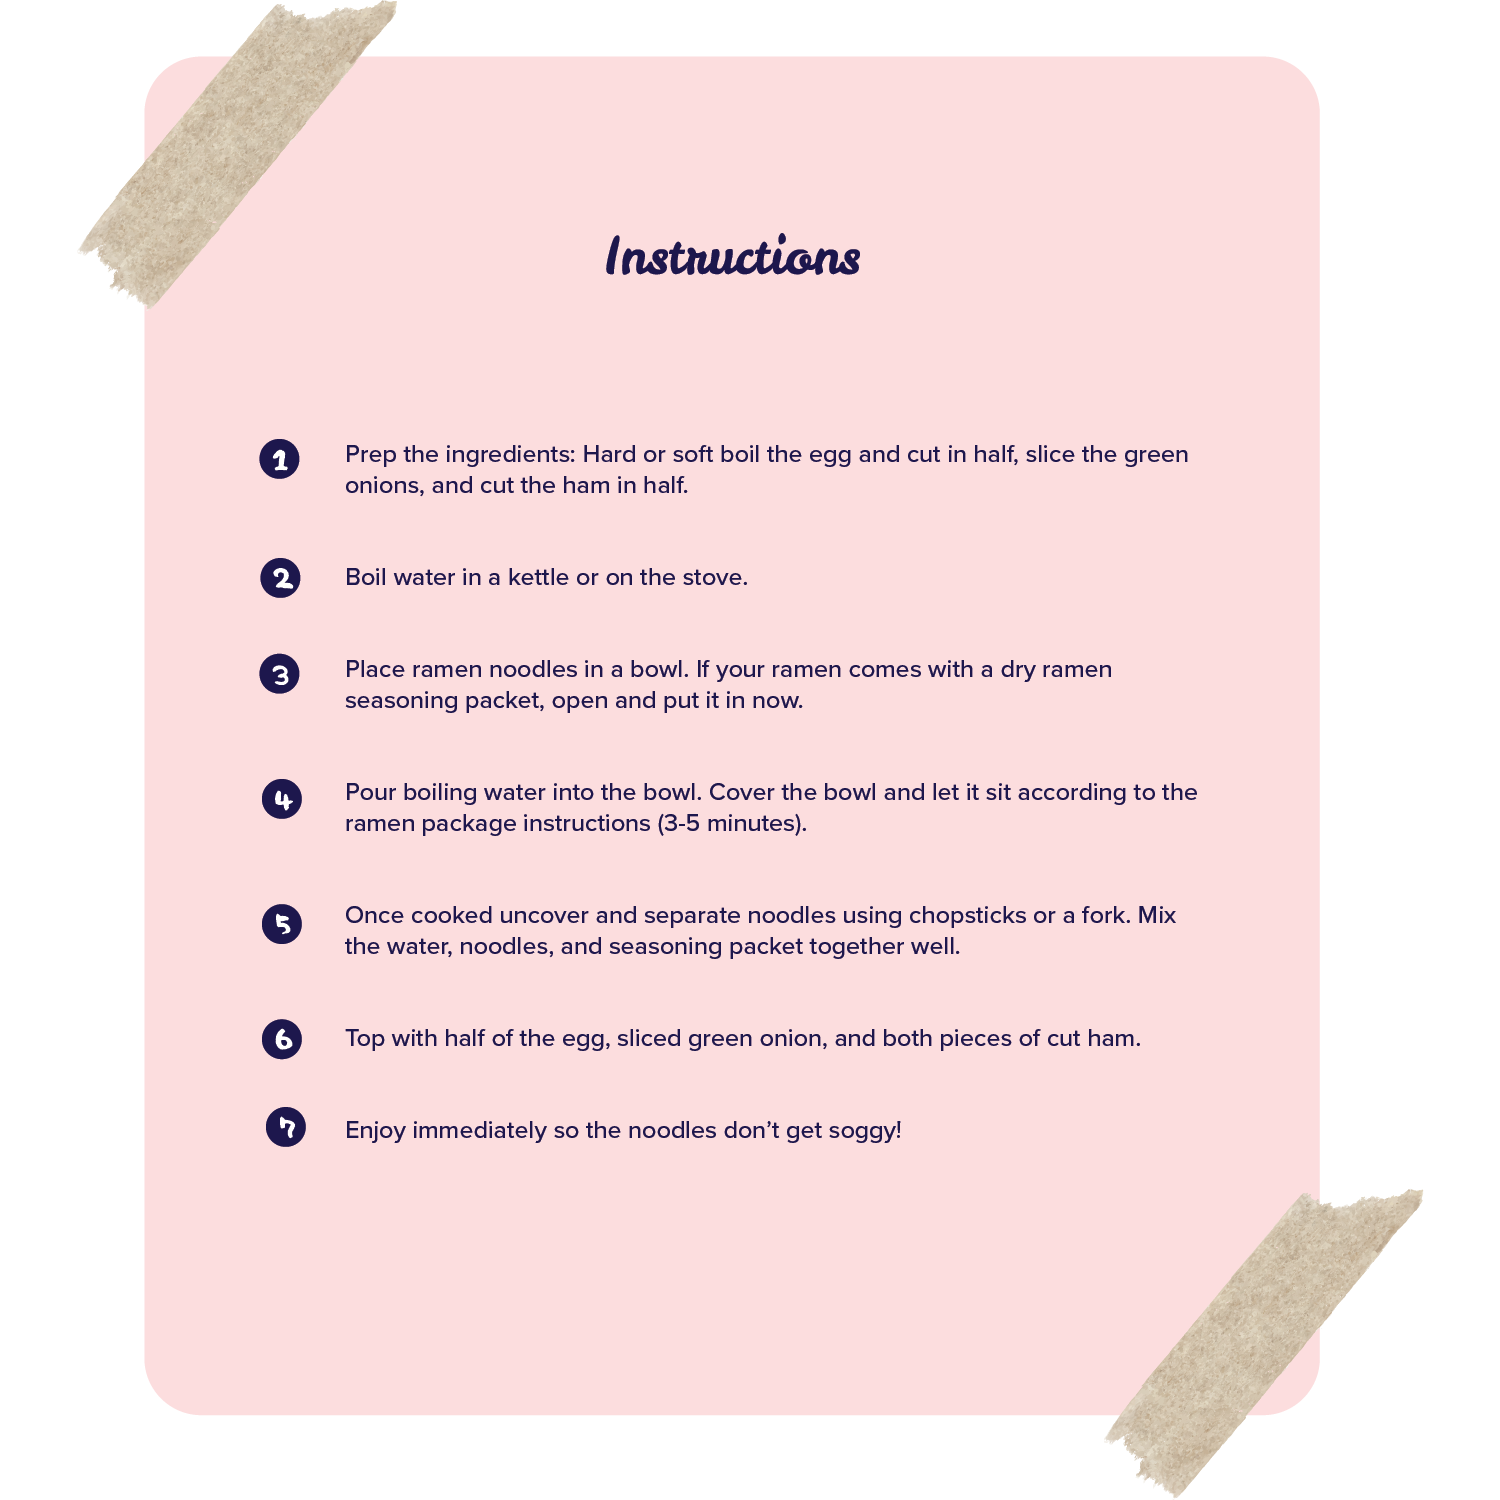 Instructions
1 Prep the ingredients: Hard or soft boil the egg and cut in half, slice the green
onions, and cut the ham in half.
2 Boil water in a kettle or on the stove.
3 Place ramen noodles in a bowl. If your ramen comes with a dry ramen
seasoning packet, open and put it in now.
4 Pour boiling water into the bowl. Cover the bowl and let it sit according to the
ramen package instructions (3-5 minutes).
5 Once cooked uncover and separate noodles using chopsticks or a fork. Mix
the water, noodles, and seasoning packet together well.
6 Top with half of the egg, sliced green onion, and both pieces of cut ham.
7 Enjoy immediately so the noodles don’t get soggy!